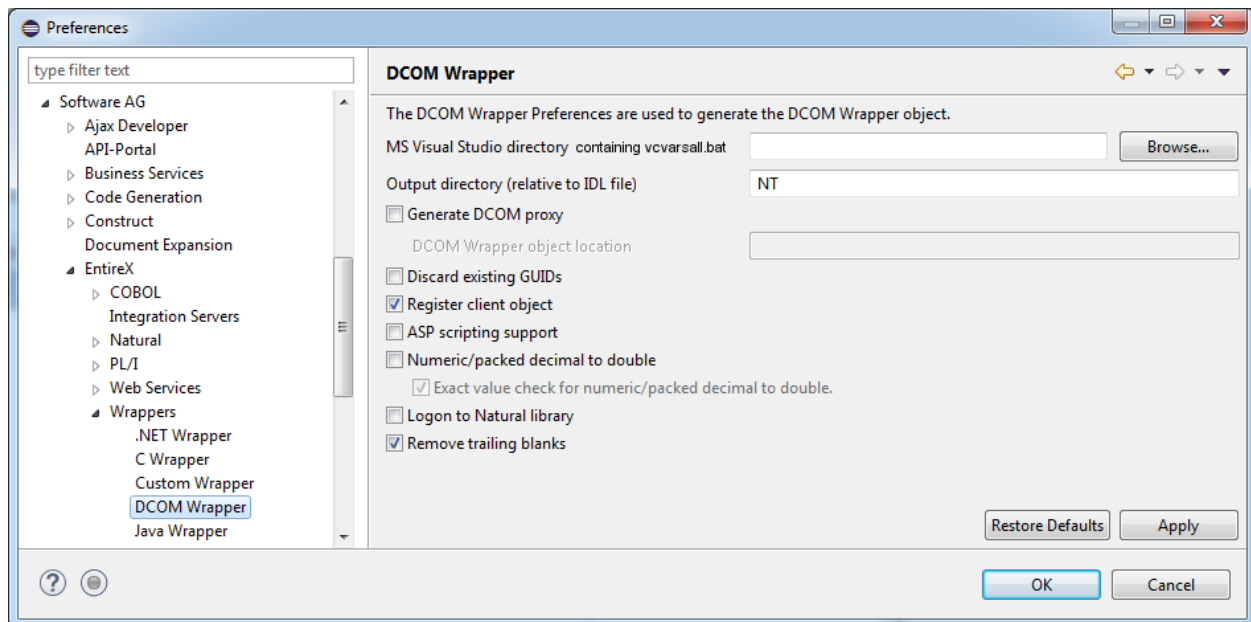 Preferences
type filter text
Software AG
Ajax Developer
API-Portal
Business Services
Code Generation
Construct
Document Expansion
EntireX
COBOL
Integration Servers
Natural
PL/I
Web Services
Wrappers
.NET Wrapper
C Wrapper
Custom Wrapper
DCOM Wrapper
Java Wrapper
DCOM Wrapper
The DCOM Wrapper Preferences are used to generate the DCOM Wrapper object.
MS Visual Studio directory containing vcvarsall.bat Browse...
Output directory (relative to IDL file) NT
Generate DCOM proxy
DCOM Wrapper object location
Discard existing GUIDs
Register client object
ASP scripting support
Numeric/packed decimal to double
Exact value check for numeric/packed decimal to double.
Logon to Natural library
Remove trailing blanks
Restore Defaults Apply
OK Cancel